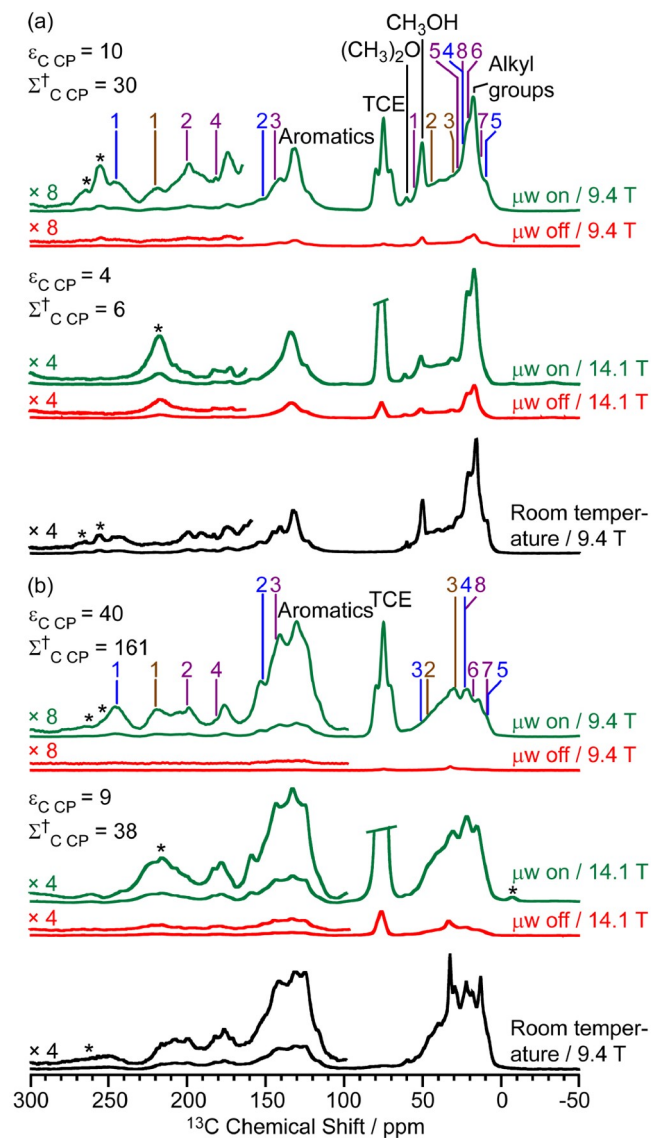 (a)
CH₃OH
ε C CP = 10
(CH₃)₂O
5 4 8 2 6
Alkyl
groups
Σ† C CP = 30
TCE
1 1 2 4 2 3 Aromatics 1 2 3 7 5
* *
× 8
μw on / 9.4 T
× 8
μw off / 9.4 T
ε C CP = 4
Σ† C CP = 6
*
× 4
μw on / 14.1 T
× 4
μw off / 14.1 T
* *
× 4
Room temper-
ature / 9.4 T
(b)
ε C CP = 40
2 3 Aromatics TCE 3 4 8
Σ† C CP = 161
1 1 2 4 3 2 6 7 5
* *
× 8
μw on / 9.4 T
× 8
μw off / 9.4 T
ε C CP = 9
Σ† C CP = 38
*
× 4
μw on / 14.1 T
*
× 4
μw off / 14.1 T
*
× 4
Room temper-
ature / 9.4 T
300 250 200 150 100 50 0 -50
¹³C Chemical Shift / ppm